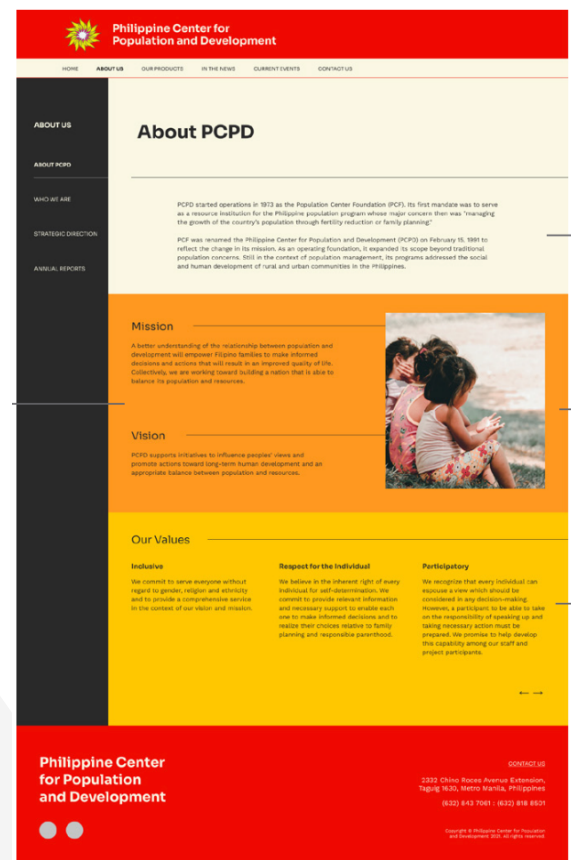 Philippine Center for
Population and Development
HOME ABOUT US OUR PRODUCTS IN THE NEWS CURRENT EVENTS CONTACT US
ABOUT US
ABOUT PCPD
WHO WE ARE
STRATEGIC DIRECTION
ANNUAL REPORTS
About PCPD
PCPD started operations in 1973 as the Population Center Foundation (PCF). Its first mandate was to serve
as a resource institution for the Philippine population program whose major concern then was "managing
the growth of the country's population through fertility reduction or family planning."
PCF was renamed the Philippine Center for Population and Development (PCPD) on February 15, 1991 to
reflect the change in its mission. As an operating foundation, it expanded its scope beyond traditional
population concerns. Still in the context of population management, its programs addressed the social
and human development of rural and urban communities in the Philippines.
Mission
A better understanding of the relationship between population and
development will empower Filipino families to make informed
decisions and actions that will result in an improved quality of life.
Collectively, we are working toward building a nation that is able to
balance its population and resources.
Vision
PCPD supports initiatives to influence peoples' views and
promote actions toward long-term human development and an
appropriate balance between population and resources.
Our Values
Inclusive
We commit to serve everyone without
regard to gender, religion and ethnicity
and to provide a comprehensive service
in the context of our vision and mission.
Respect for the Individual
We believe in the inherent right of every
individual for self-determination. We
commit to provide relevant information
and necessary support to enable each
one to make informed decisions and to
realize their choices relative to family
planning and responsible parenthood.
Participatory
We recognize that every individual can
espouse a view which should be
considered in any decision-making.
However, a participant to be able to take
on the responsibility of speaking up and
taking necessary action must be
prepared. We promise to help develop
this capability among our staff and
project participants.
Philippine Center
for Population
and Development
CONTACT US
2332 Chino Roces Avenue Extension,
Taguig 1630, Metro Manila, Philippines
(632) 843 7061 : (632) 818 8501
Copyright © Philippine Center for Population
and Development 2021. All rights reserved.